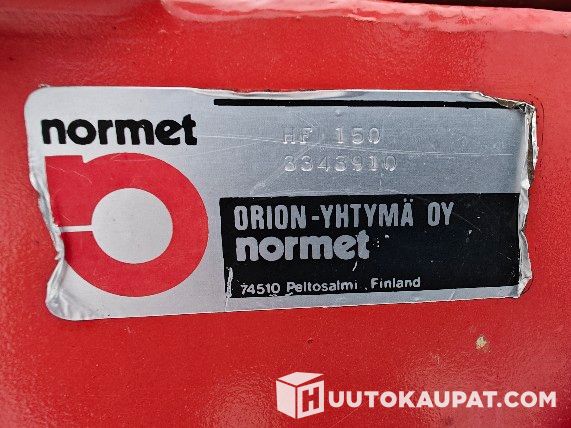 normet
HF 150
3343910
ORION-YHTYMÄ OY
normet
74510 Peltosalmi Finland
HUUTOKAUPAT.COM